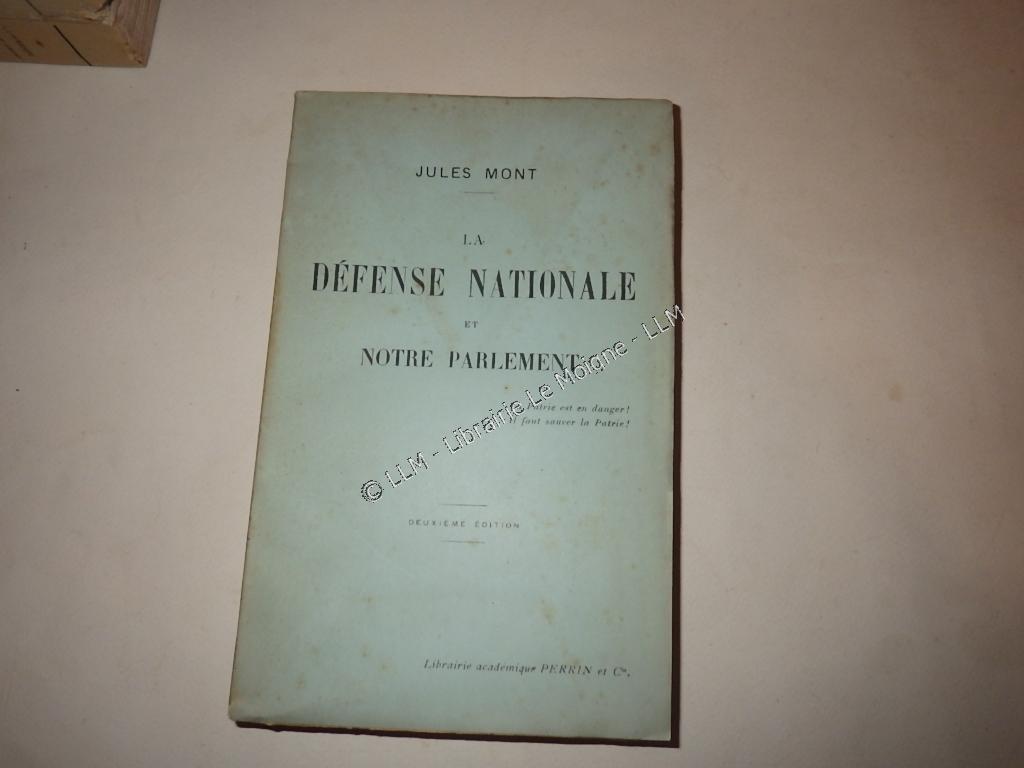 JULES MONT
LA
DÉFENSE NATIONALE
ET
NOTRE PARLEMENT
Patrie est en danger!
faut sauver la Patrie!
© LLM - Librairie Le Moigne - LLM
DEUXIÈME ÉDITION
Librairie académique PERRIN et Cie.